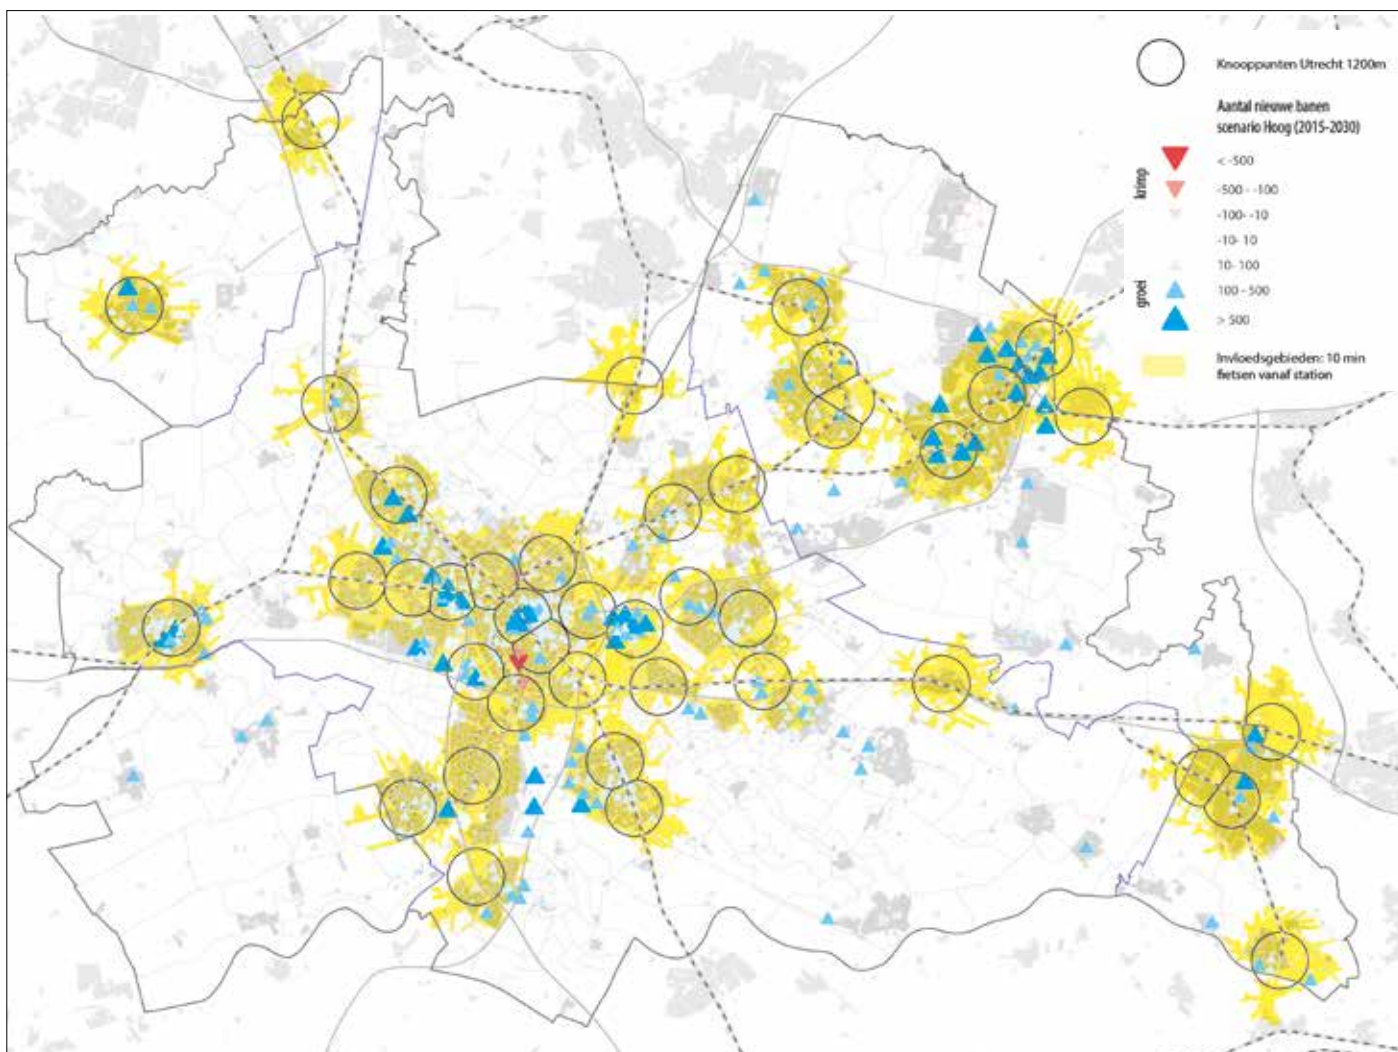 Knooppunten Utrecht 1200m
Aantal nieuwe banen
scenario Hoog (2015-2030)
krimp
< -500
-500 - -100
-100- -10
-10- 10
groei
10- 100
100 - 500
> 500
Invloedsgebieden: 10 min
fietsen vanaf station